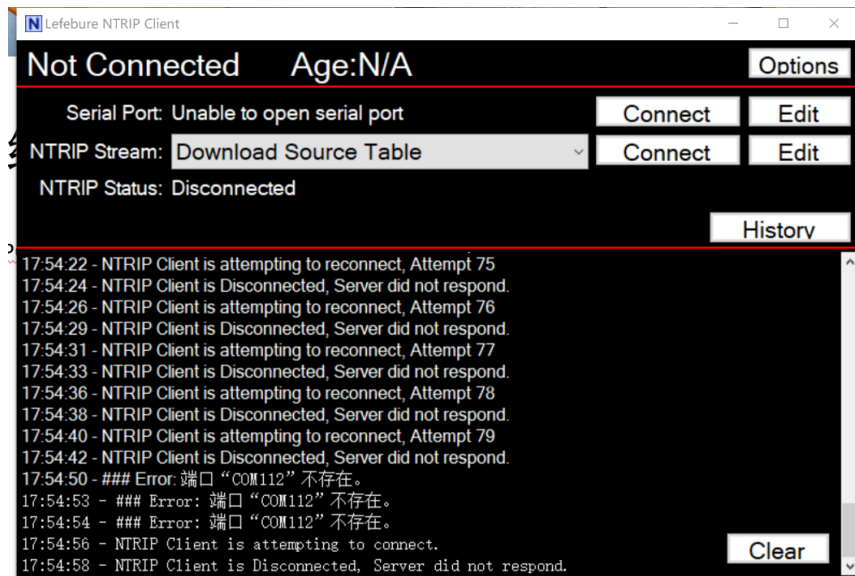 Lefebure NTRIP Client
Not Connected Age:N/A Options
Serial Port: Unable to open serial port Connect Edit
NTRIP Stream: Download Source Table Connect Edit
NTRIP Status: Disconnected
History
17:54:22 - NTRIP Client is attempting to reconnect, Attempt 75
17:54:24 - NTRIP Client is Disconnected, Server did not respond.
17:54:26 - NTRIP Client is attempting to reconnect, Attempt 76
17:54:29 - NTRIP Client is Disconnected, Server did not respond.
17:54:31 - NTRIP Client is attempting to reconnect, Attempt 77
17:54:33 - NTRIP Client is Disconnected, Server did not respond.
17:54:36 - NTRIP Client is attempting to reconnect, Attempt 78
17:54:38 - NTRIP Client is Disconnected, Server did not respond.
17:54:40 - NTRIP Client is attempting to reconnect, Attempt 79
17:54:42 - NTRIP Client is Disconnected, Server did not respond.
17:54:50 - ### Error: 端口“COM112”不存在。
17:54:53 - ### Error: 端口“COM112”不存在。
17:54:54 - ### Error: 端口“COM112”不存在。
17:54:56 - NTRIP Client is attempting to connect.
17:54:58 - NTRIP Client is Disconnected, Server did not respond.
Clear